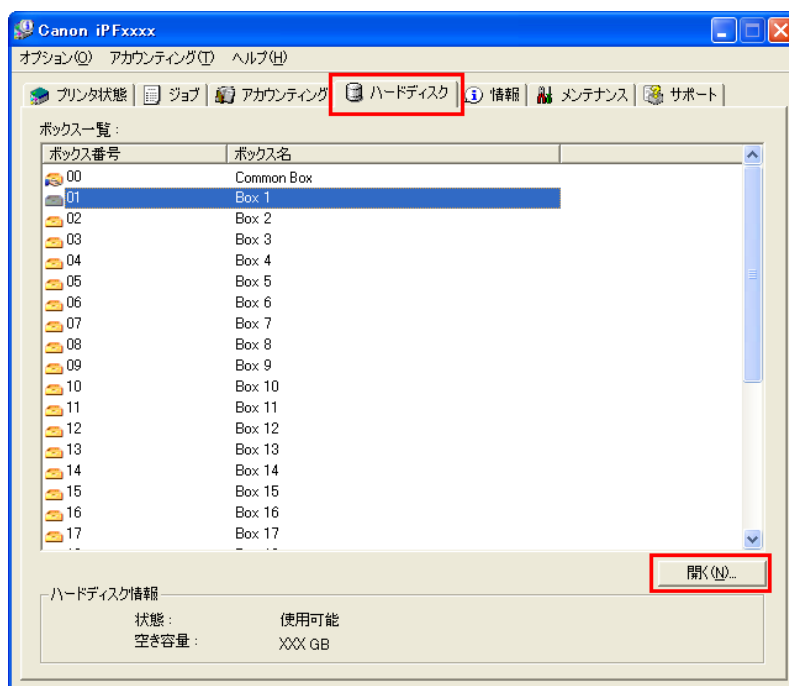 Canon iPFxxxx
オプション(O) アカウンティング(T) ヘルプ(H)
プリンタ状態 ジョブ アカウンティング ハードディスク 情報 メンテナンス サポート
ボックス一覧 :
ボックス番号 ボックス名
00 Common Box
01 Box 1
02 Box 2
03 Box 3
04 Box 4
05 Box 5
06 Box 6
07 Box 7
08 Box 8
09 Box 9
10 Box 10
11 Box 11
12 Box 12
13 Box 13
14 Box 14
15 Box 15
16 Box 16
17 Box 17
開く(N)...
ハードディスク情報
状態 : 使用可能
空き容量 : XXX GB